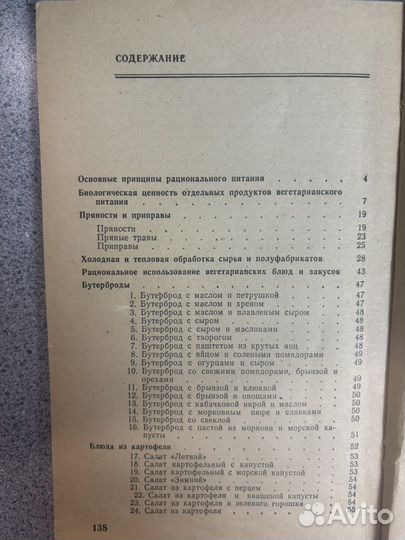 СОДЕРЖАНИЕ
Основные принципы рационального питания . . . . . 4
Биологическая ценность отдельных продуктов вегетарианского
питания . . . . . 7
Пряности и приправы . . . . . 19
Пряности . . . . . 19
Пряные травы . . . . . 23
Приправы . . . . . 25
Холодная и тепловая обработка сырья и полуфабрикатов . 28
Рациональное использование вегетарианских блюд и закусок . 43
Бутерброды . . . . . 47
1. Бутерброд с маслом и петрушкой . . . 47
2. Бутерброд с маслом и хреном . . . 47
3. Бутерброд с маслом и плавленым сыром . . 48
4. Бутерброд с сыром . . . . 48
5. Бутерброд с сыром и маслинами . . . 48
6. Бутерброд с творогом . . . . 48
7. Бутерброд с паштетом из крутых яиц . . 48
8. Бутерброд с яйцом и солеными помидорами . 49
9. Бутерброд с огурцами и сыром . . . 49
10. Бутерброд со свежими помидорами, брынзой и
орехами . . . . . 49
11. Бутерброд с брынзой и клюквой . . . 49
12. Бутерброд с брынзой и овощами . . . 50
13. Бутерброд с кабачковой икрой и маслом . . 50
14. Бутерброд с морковным пюре и сливками . . 50
15. Бутерброд со свеклой . . . . 50
16. Бутерброд с пастой из моркови и морской ка-
пусты . . . . . 51
Блюда из картофеля . . . . . 52
17. Салат «Летний» . . . . . 53
18. Салат картофельный с капустой . . . 53
19. Салат картофельный с морской капустой . . 53
20. Салат «Зимний» . . . . . 54
21. Салат из картофеля с перцем . . . 54
22. Салат из картофеля и квашеной капусты . . 54
23. Салат из картофеля и зеленого горошка . . 54
24. Салат из картофеля . . . . 55
138
Avito